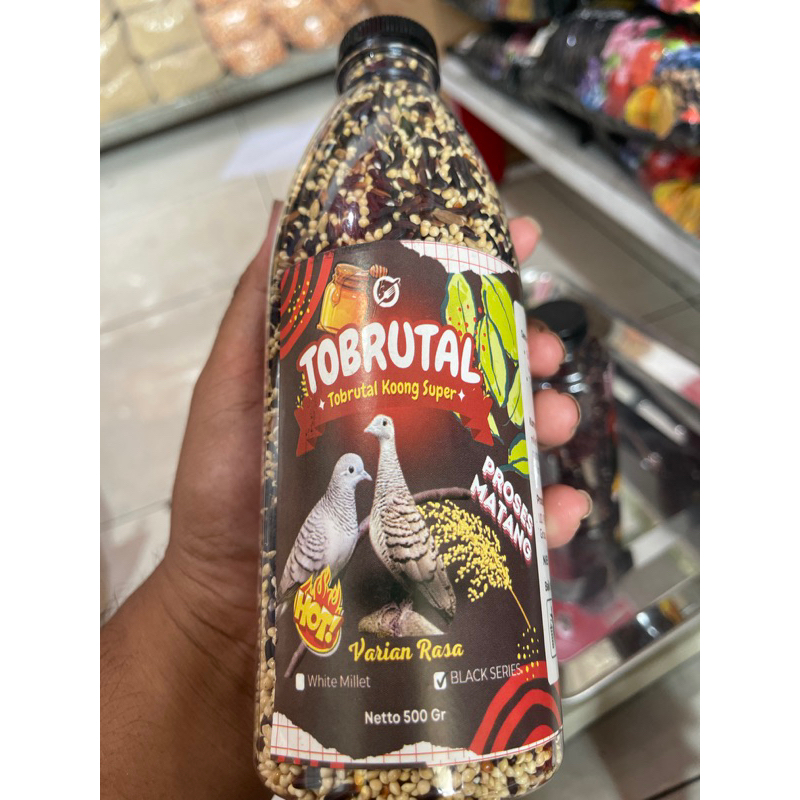 TOBRUTAL
Tobrutal Koong Super
PROSES
MATANG
HOT!
Varian Rasa
White Millet
BLACK SERIES
Netto 500 Gr